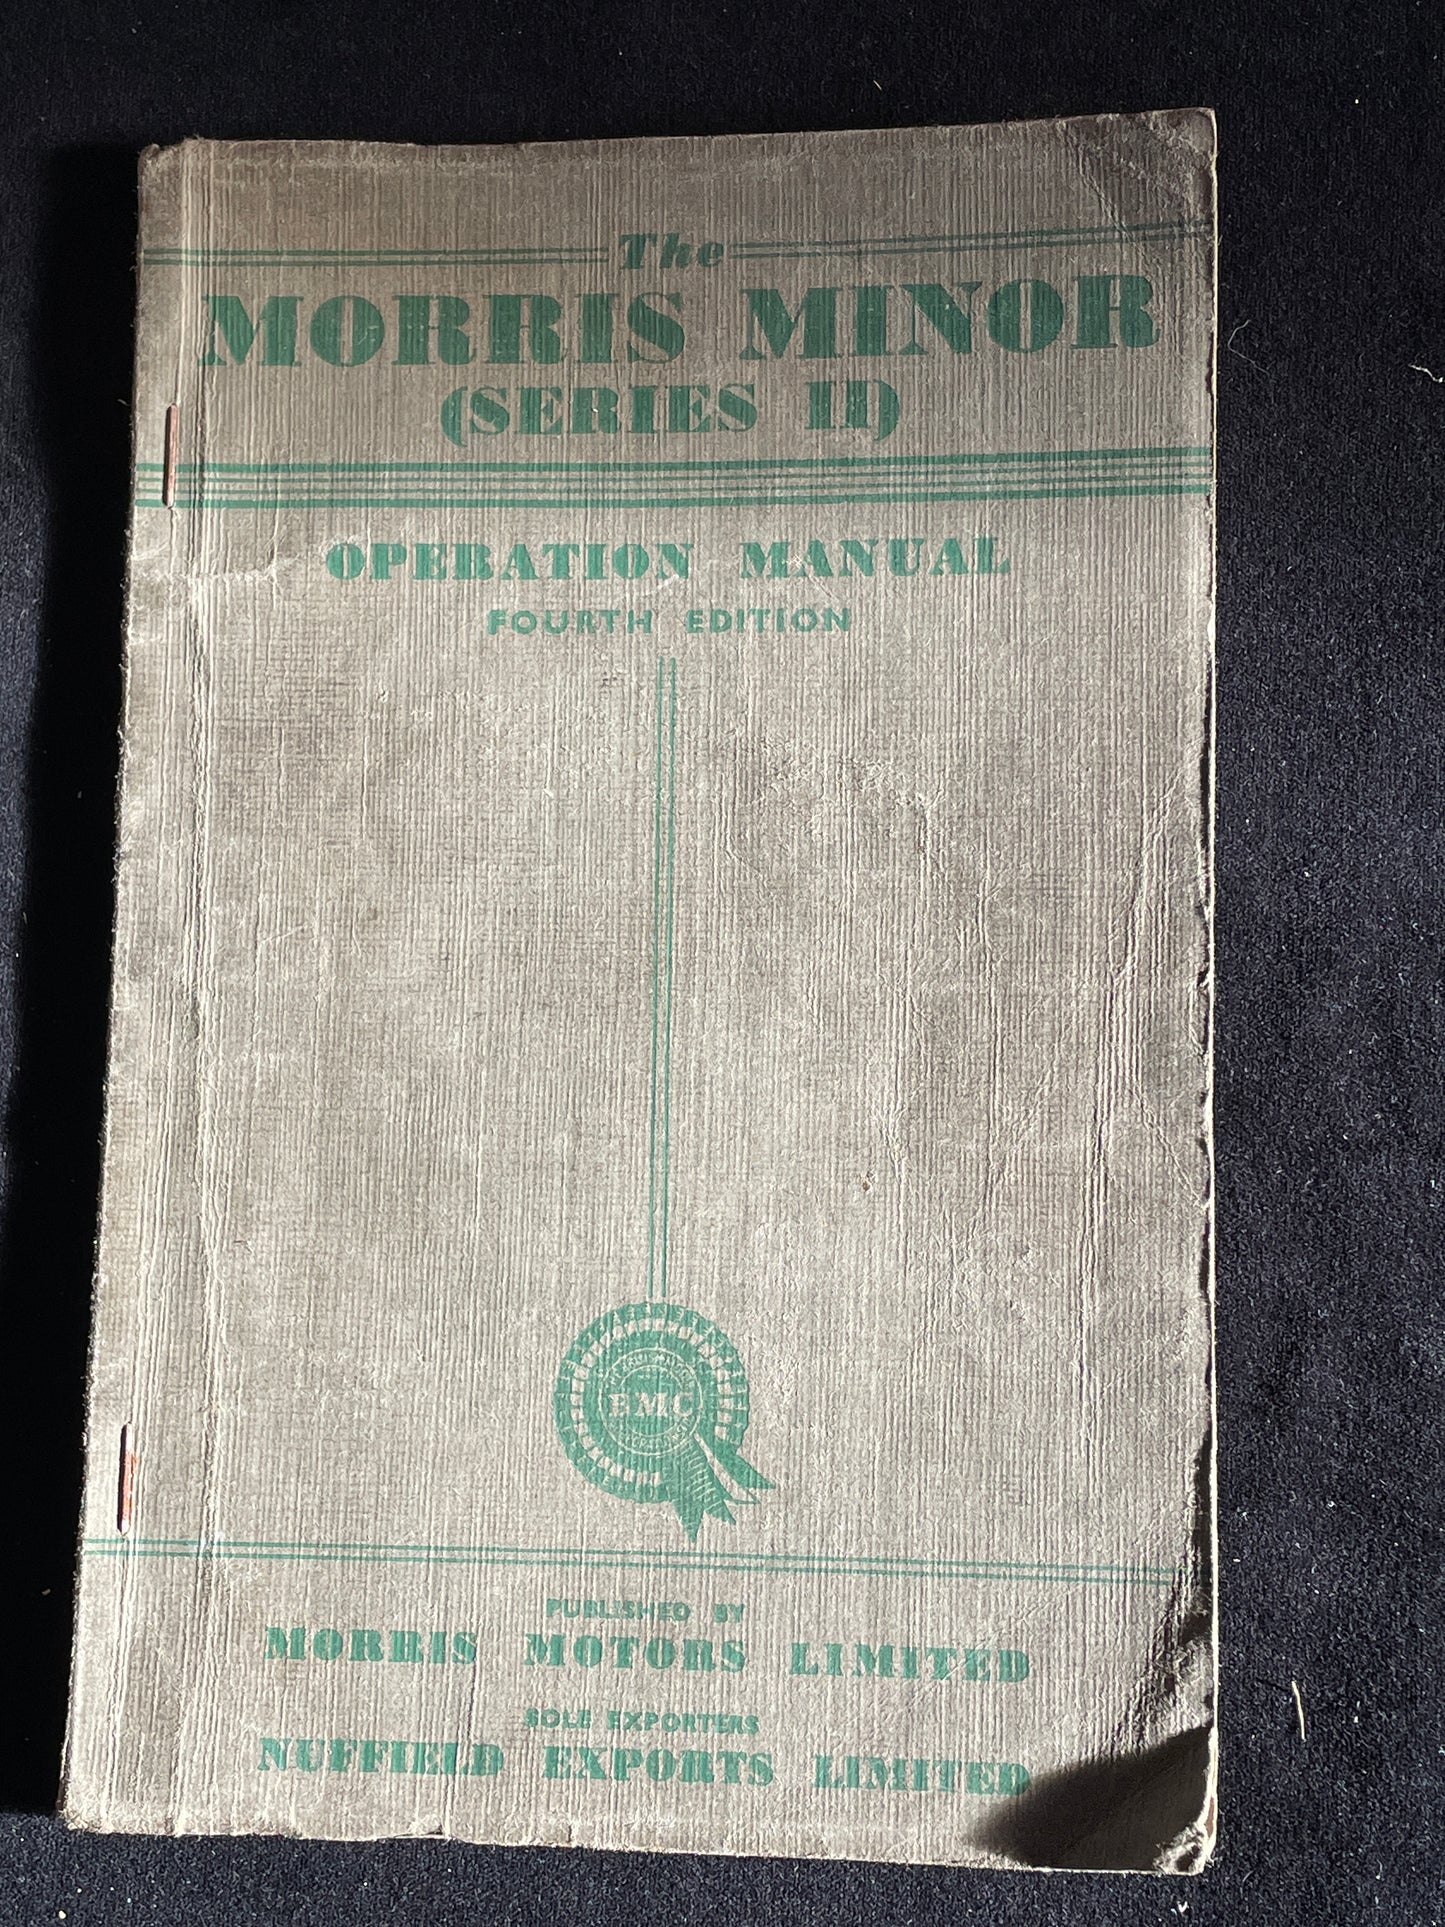 The
MORRIS MINOR
(SERIES II)
OPERATION MANUAL
FOURTH EDITION
BMC
PUBLISHED BY
MORRIS MOTORS LIMITED
SOLE EXPORTERS
NUFFIELD EXPORTS LIMITED